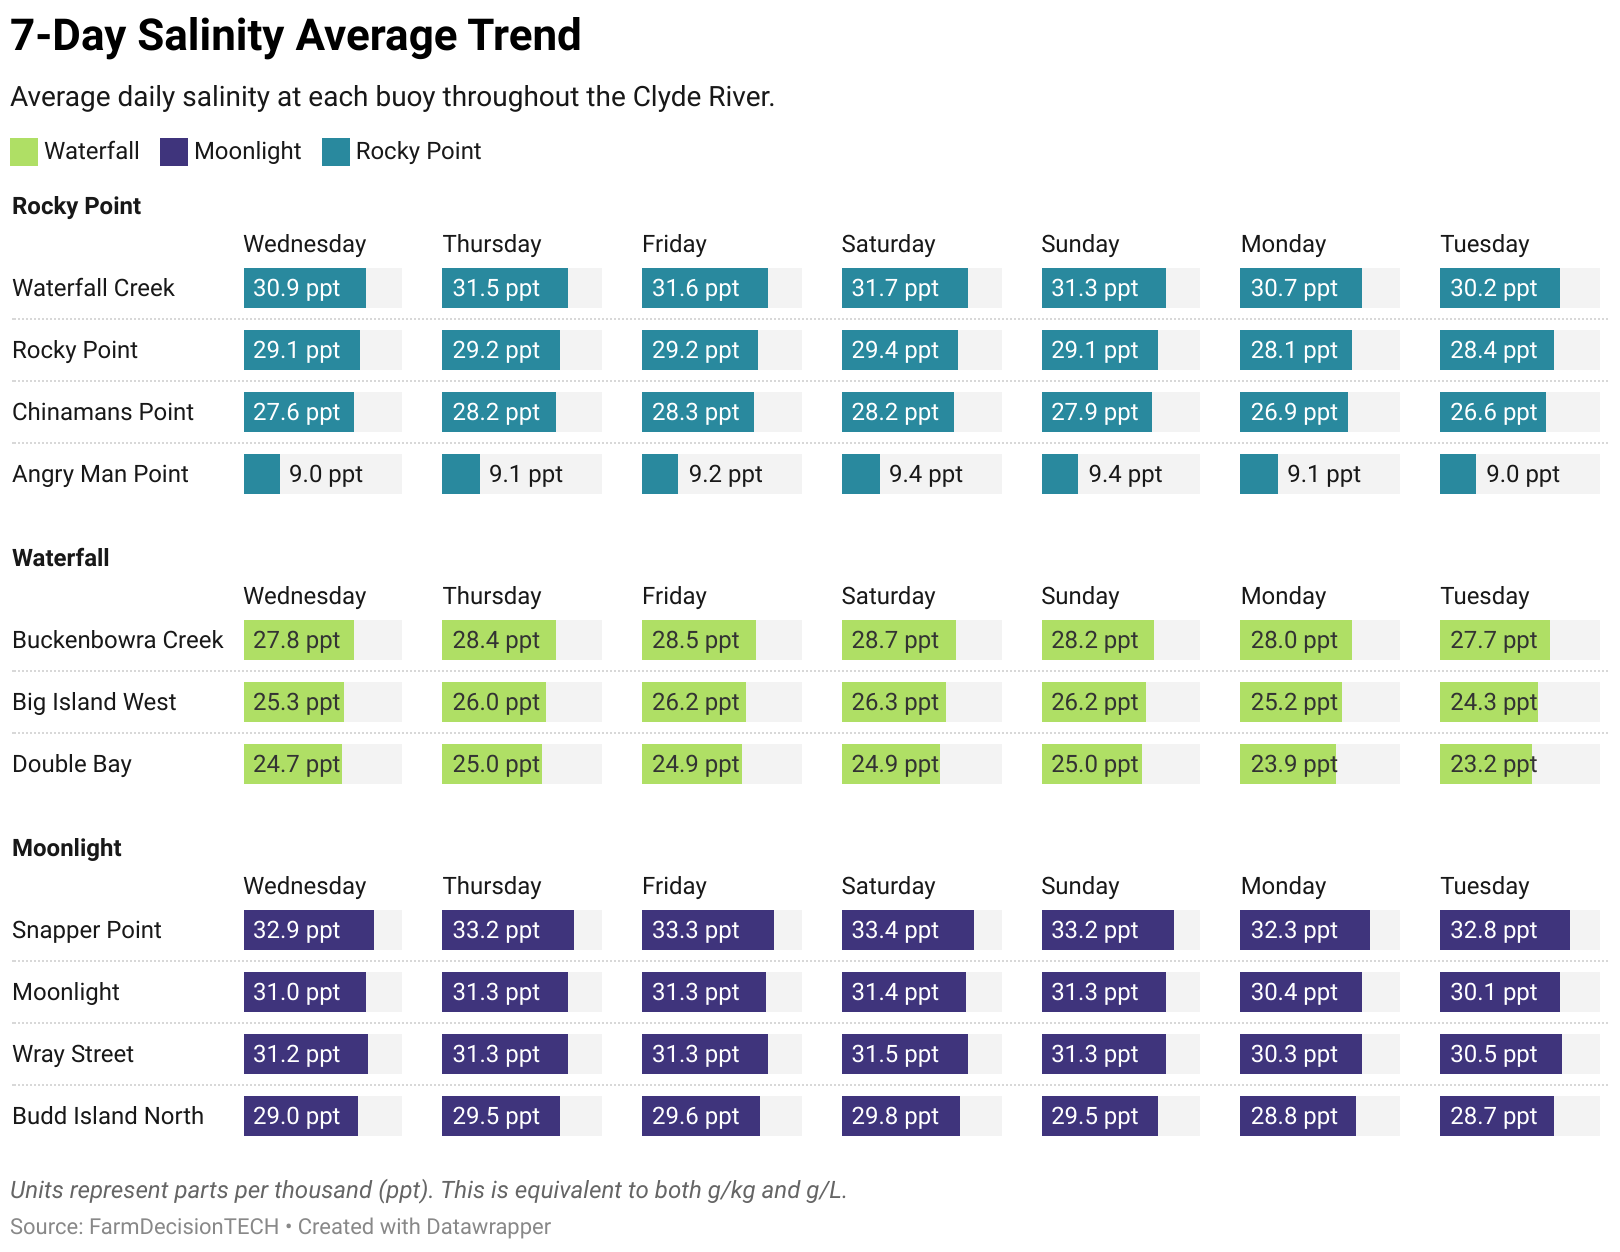 7-Day Salinity Average Trend
Average daily salinity at each buoy throughout the Clyde River.
Waterfall Moonlight Rocky Point
Rocky Point
Wednesday Thursday Friday Saturday Sunday Monday Tuesday
Waterfall Creek 30.9 ppt 31.5 ppt 31.6 ppt 31.7 ppt 31.3 ppt 30.7 ppt 30.2 ppt
Rocky Point 29.1 ppt 29.2 ppt 29.2 ppt 29.4 ppt 29.1 ppt 28.1 ppt 28.4 ppt
Chinamans Point 27.6 ppt 28.2 ppt 28.3 ppt 28.2 ppt 27.9 ppt 26.9 ppt 26.6 ppt
Angry Man Point 9.0 ppt 9.1 ppt 9.2 ppt 9.4 ppt 9.4 ppt 9.1 ppt 9.0 ppt
Waterfall
Wednesday Thursday Friday Saturday Sunday Monday Tuesday
Buckenbowra Creek 27.8 ppt 28.4 ppt 28.5 ppt 28.7 ppt 28.2 ppt 28.0 ppt 27.7 ppt
Big Island West 25.3 ppt 26.0 ppt 26.2 ppt 26.3 ppt 26.2 ppt 25.2 ppt 24.3 ppt
Double Bay 24.7 ppt 25.0 ppt 24.9 ppt 24.9 ppt 25.0 ppt 23.9 ppt 23.2 ppt
Moonlight
Wednesday Thursday Friday Saturday Sunday Monday Tuesday
Snapper Point 32.9 ppt 33.2 ppt 33.3 ppt 33.4 ppt 33.2 ppt 32.3 ppt 32.8 ppt
Moonlight 31.0 ppt 31.3 ppt 31.3 ppt 31.4 ppt 31.3 ppt 30.4 ppt 30.1 ppt
Wray Street 31.2 ppt 31.3 ppt 31.3 ppt 31.5 ppt 31.3 ppt 30.3 ppt 30.5 ppt
Budd Island North 29.0 ppt 29.5 ppt 29.6 ppt 29.8 ppt 29.5 ppt 28.8 ppt 28.7 ppt
Units represent parts per thousand (ppt). This is equivalent to both g/kg and g/L.
Source: FarmDecisionTECH • Created with Datawrapper